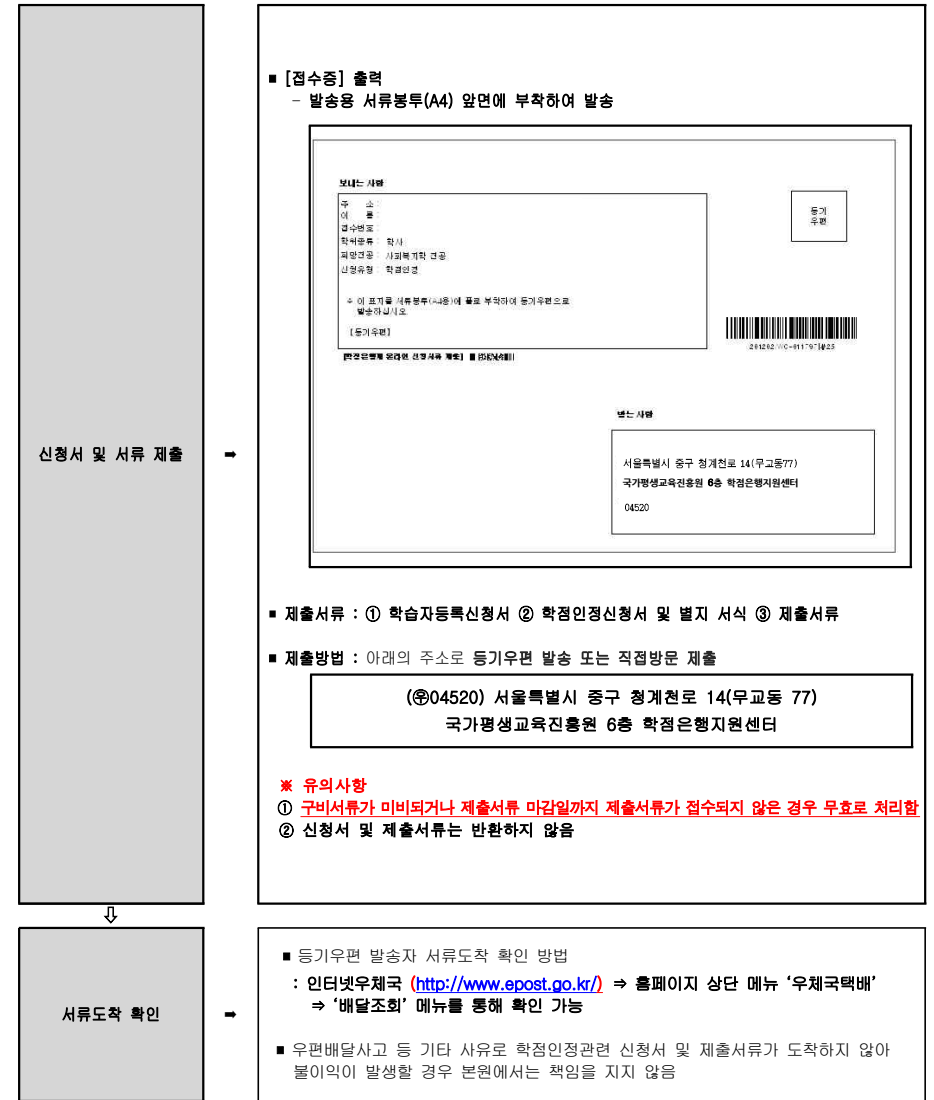 ■ [접수증] 출력
- 발송용 서류봉투(A4) 앞면에 부착하여 발송
보내는 사람
주 소 :
이 름 :
접수번호 :
학위종류 : 학사
희망전공 : 사회복지학 전공
신청유형 : 학점인정
※ 이 표지를 서류봉투(A4용)에 풀로 부착하여 등기우편으로
발송하십시오.
[등기우편]
등기
우편
[학점은행제 온라인 신청서류 제출]
받는 사람
서울특별시 중구 청계천로 14(무교동77)
국가평생교육진흥원 6층 학점은행지원센터
04520
신청서 및 서류 제출 ➡
■ 제출서류 : ① 학습자등록신청서 ② 학점인정신청서 및 별지 서식 ③ 제출서류
■ 제출방법 : 아래의 주소로 등기우편 발송 또는 직접방문 제출
(㉾04520) 서울특별시 중구 청계천로 14(무교동 77)
국가평생교육진흥원 6층 학점은행지원센터
※ 유의사항
① 구비서류가 미비되거나 제출서류 마감일까지 제출서류가 접수되지 않은 경우 무효로 처리함
② 신청서 및 제출서류는 반환하지 않음
⇩
서류도착 확인 ➡
■ 등기우편 발송자 서류도착 확인 방법
: 인터넷우체국 (http://www.epost.go.kr/) ⇒ 홈페이지 상단 메뉴 ‘우체국택배’
⇒ ‘배달조회’ 메뉴를 통해 확인 가능
■ 우편배달사고 등 기타 사유로 학점인정관련 신청서 및 제출서류가 도착하지 않아
불이익이 발생할 경우 본원에서는 책임을 지지 않음